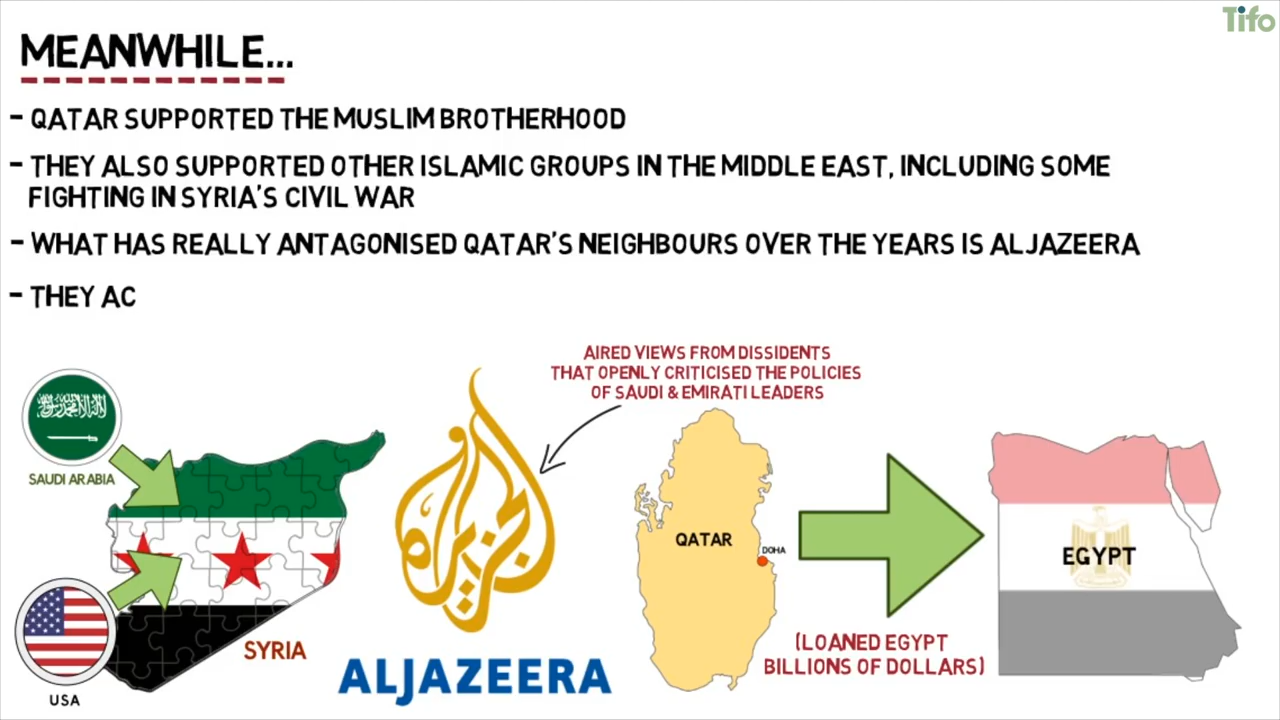 Tifo
MEANWHILE...
- QATAR SUPPORTED THE MUSLIM BROTHERHOOD
- THEY ALSO SUPPORTED OTHER ISLAMIC GROUPS IN THE MIDDLE EAST, INCLUDING SOME
FIGHTING IN SYRIA'S CIVIL WAR
- WHAT HAS REALLY ANTAGONISED QATAR'S NEIGHBOURS OVER THE YEARS IS AL JAZEERA
- THEY AC
AIRED VIEWS FROM DISSIDENTS
THAT OPENLY CRITICISED THE POLICIES
OF SAUDI & EMIRATI LEADERS
SAUDI ARABIA
SYRIA
USA
الجزيرة
ALJAZEERA
QATAR
DOHA
(LOANED EGYPT
BILLIONS OF DOLLARS)
EGYPT